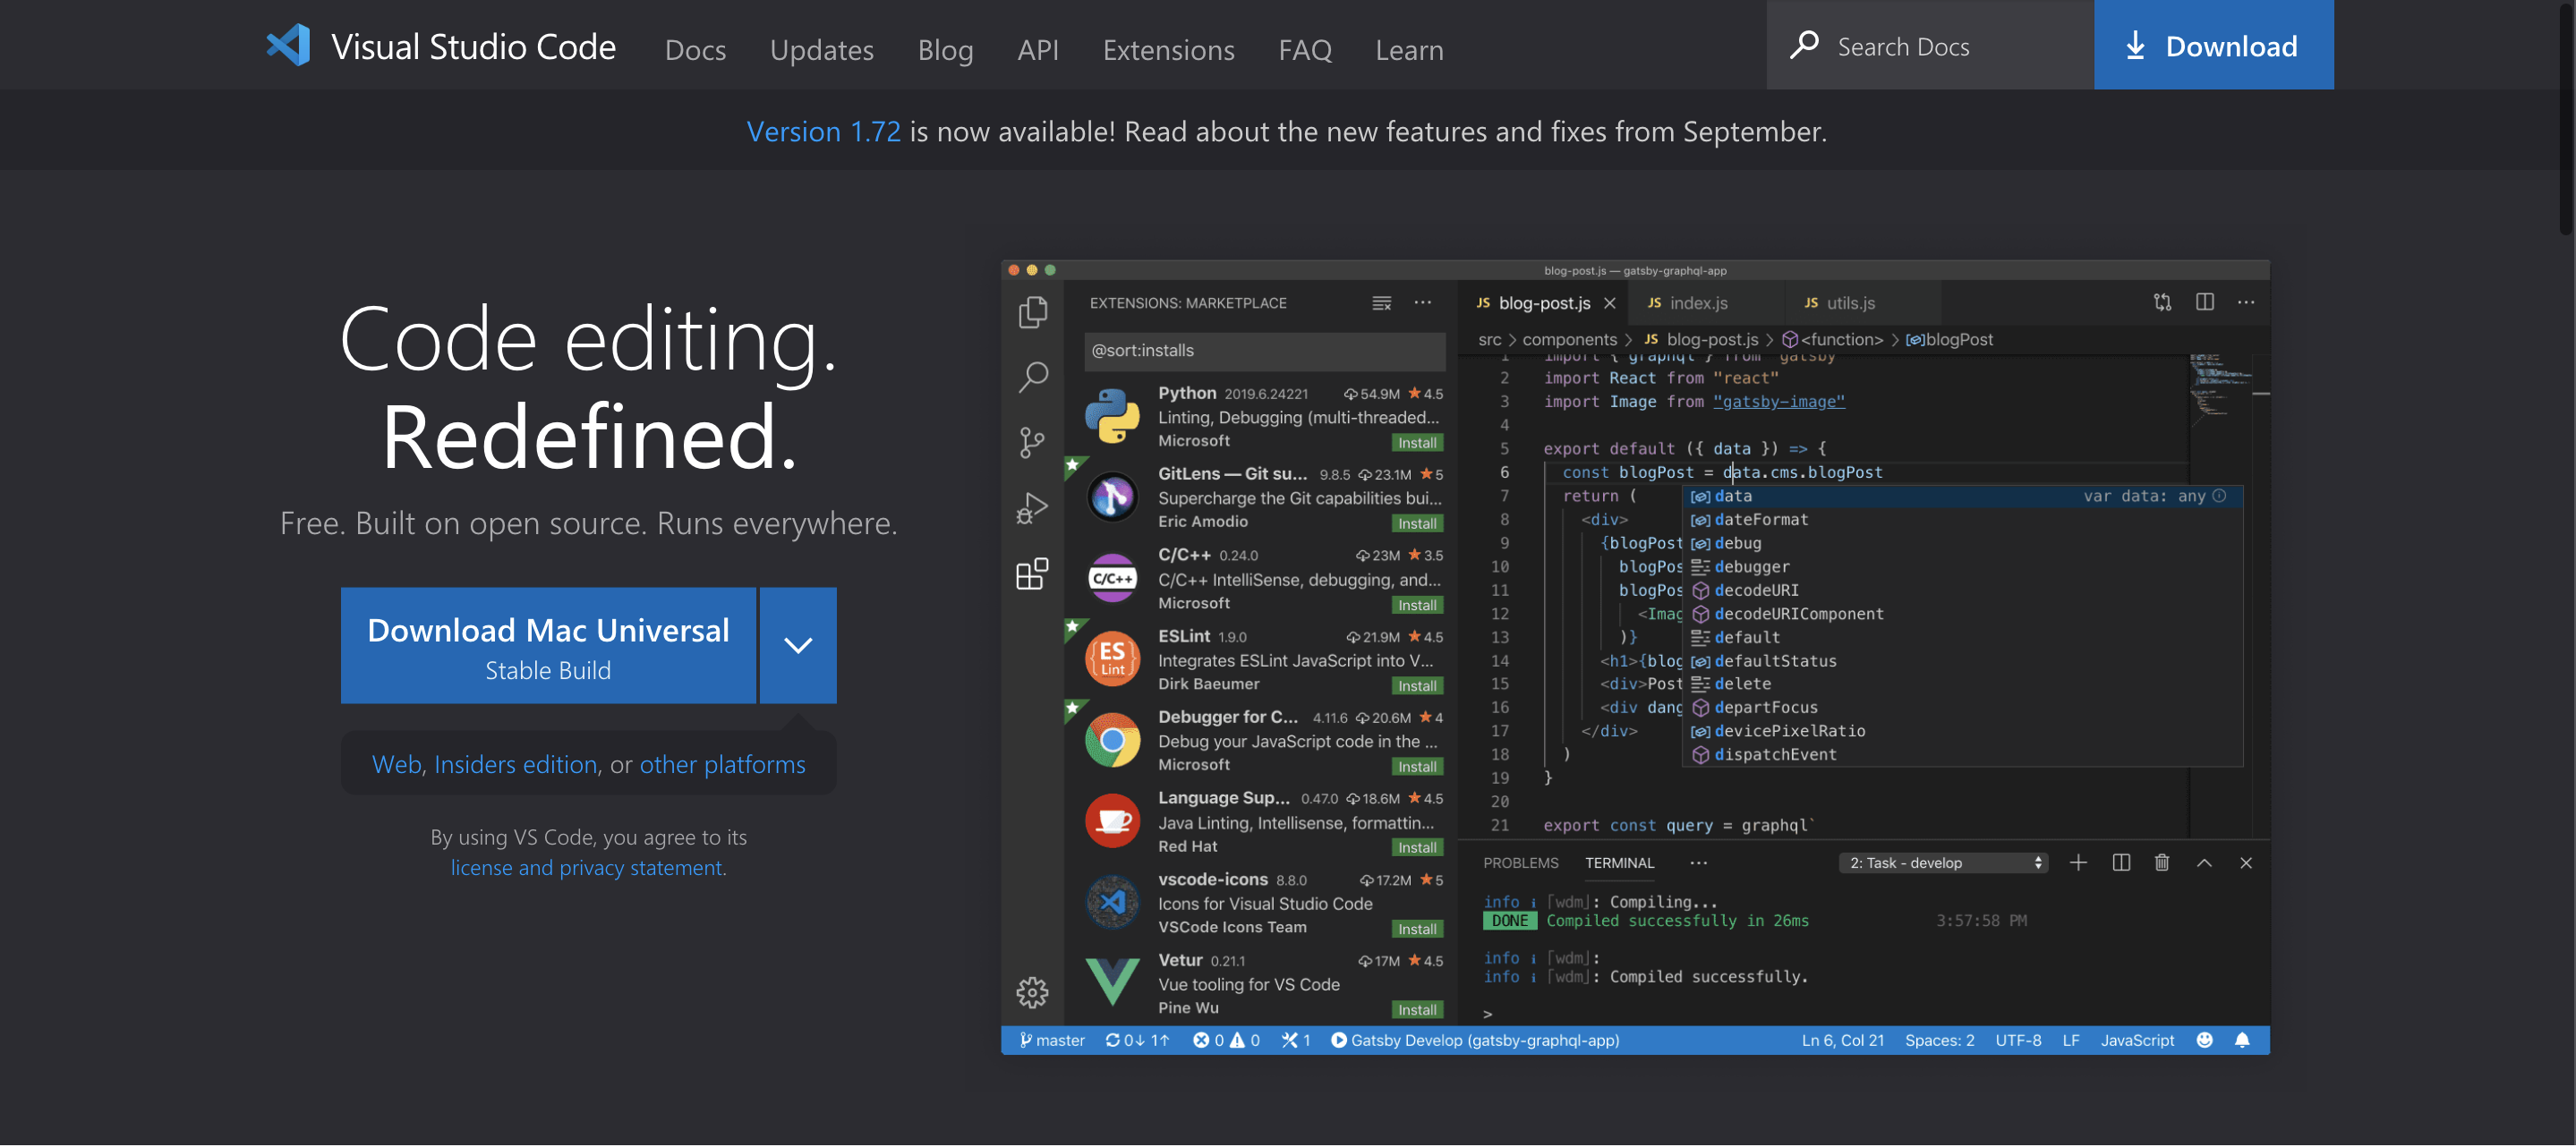 Visual Studio Code
Docs Updates Blog API Extensions FAQ Learn
Search Docs
Download
Version 1.72 is now available! Read about the new features and fixes from September.
Code editing.
Redefined.
Free. Built on open source. Runs everywhere.
Download Mac Universal
Stable Build
Web, Insiders edition, or other platforms
By using VS Code, you agree to its
license and privacy statement.
blog-post.js — gatsby-graphql-app
EXTENSIONS: MARKETPLACE
@sort:installs
Python 2019.6.24221 54.9M 4.5
Linting, Debugging (multi-threaded...
Microsoft Install
GitLens — Git su... 9.8.5 23.1M 5
Supercharge the Git capabilities bui...
Eric Amodio Install
C/C++
C/C++ 0.24.0 23M 3.5
C/C++ IntelliSense, debugging, and...
Microsoft Install
ES
Lint
ESLint 1.9.0 21.9M 4.5
Integrates ESLint JavaScript into V...
Dirk Baeumer Install
Debugger for C... 4.11.6 20.6M 4
Debug your JavaScript code in the ...
Microsoft Install
Language Sup... 0.47.0 18.6M 4.5
Java Linting, Intellisense, formattin...
Red Hat Install
vscode-icons 8.8.0 17.2M 5
Icons for Visual Studio Code
VSCode Icons Team Install
Vetur 0.21.1 17M 4.5
Vue tooling for VS Code
Pine Wu Install
JS blog-post.js JS index.js JS utils.js
src > components > JS blog-post.js > <function> > blogPost
1 import { graphql } from "gatsby"
2 import React from "react"
3 import Image from "gatsby-image"
4
5 export default ({ data }) => {
6 const blogPost = data.cms.blogPost
7 return (
8 <div>
9 {blogPost
10 blogPos
11 blogPos
12 <Imag
13 )}
14 <h1>{blog
15 <div>Post
16 <div dang
17 </div>
18 )
19 }
20
21 export const query = graphql`
data var data: any
dateFormat
debug
debugger
decodeURI
decodeURIComponent
default
defaultStatus
delete
departFocus
devicePixelRatio
dispatchEvent
PROBLEMS TERMINAL ... 2: Task - develop
info i ｢wdm｣: Compiling...
DONE Compiled successfully in 26ms 3:57:58 PM
info i ｢wdm｣:
info i ｢wdm｣: Compiled successfully.
>
master 0↓ 1↑ 0 0 1 Gatsby Develop (gatsby-graphql-app) Ln 6, Col 21 Spaces: 2 UTF-8 LF JavaScript